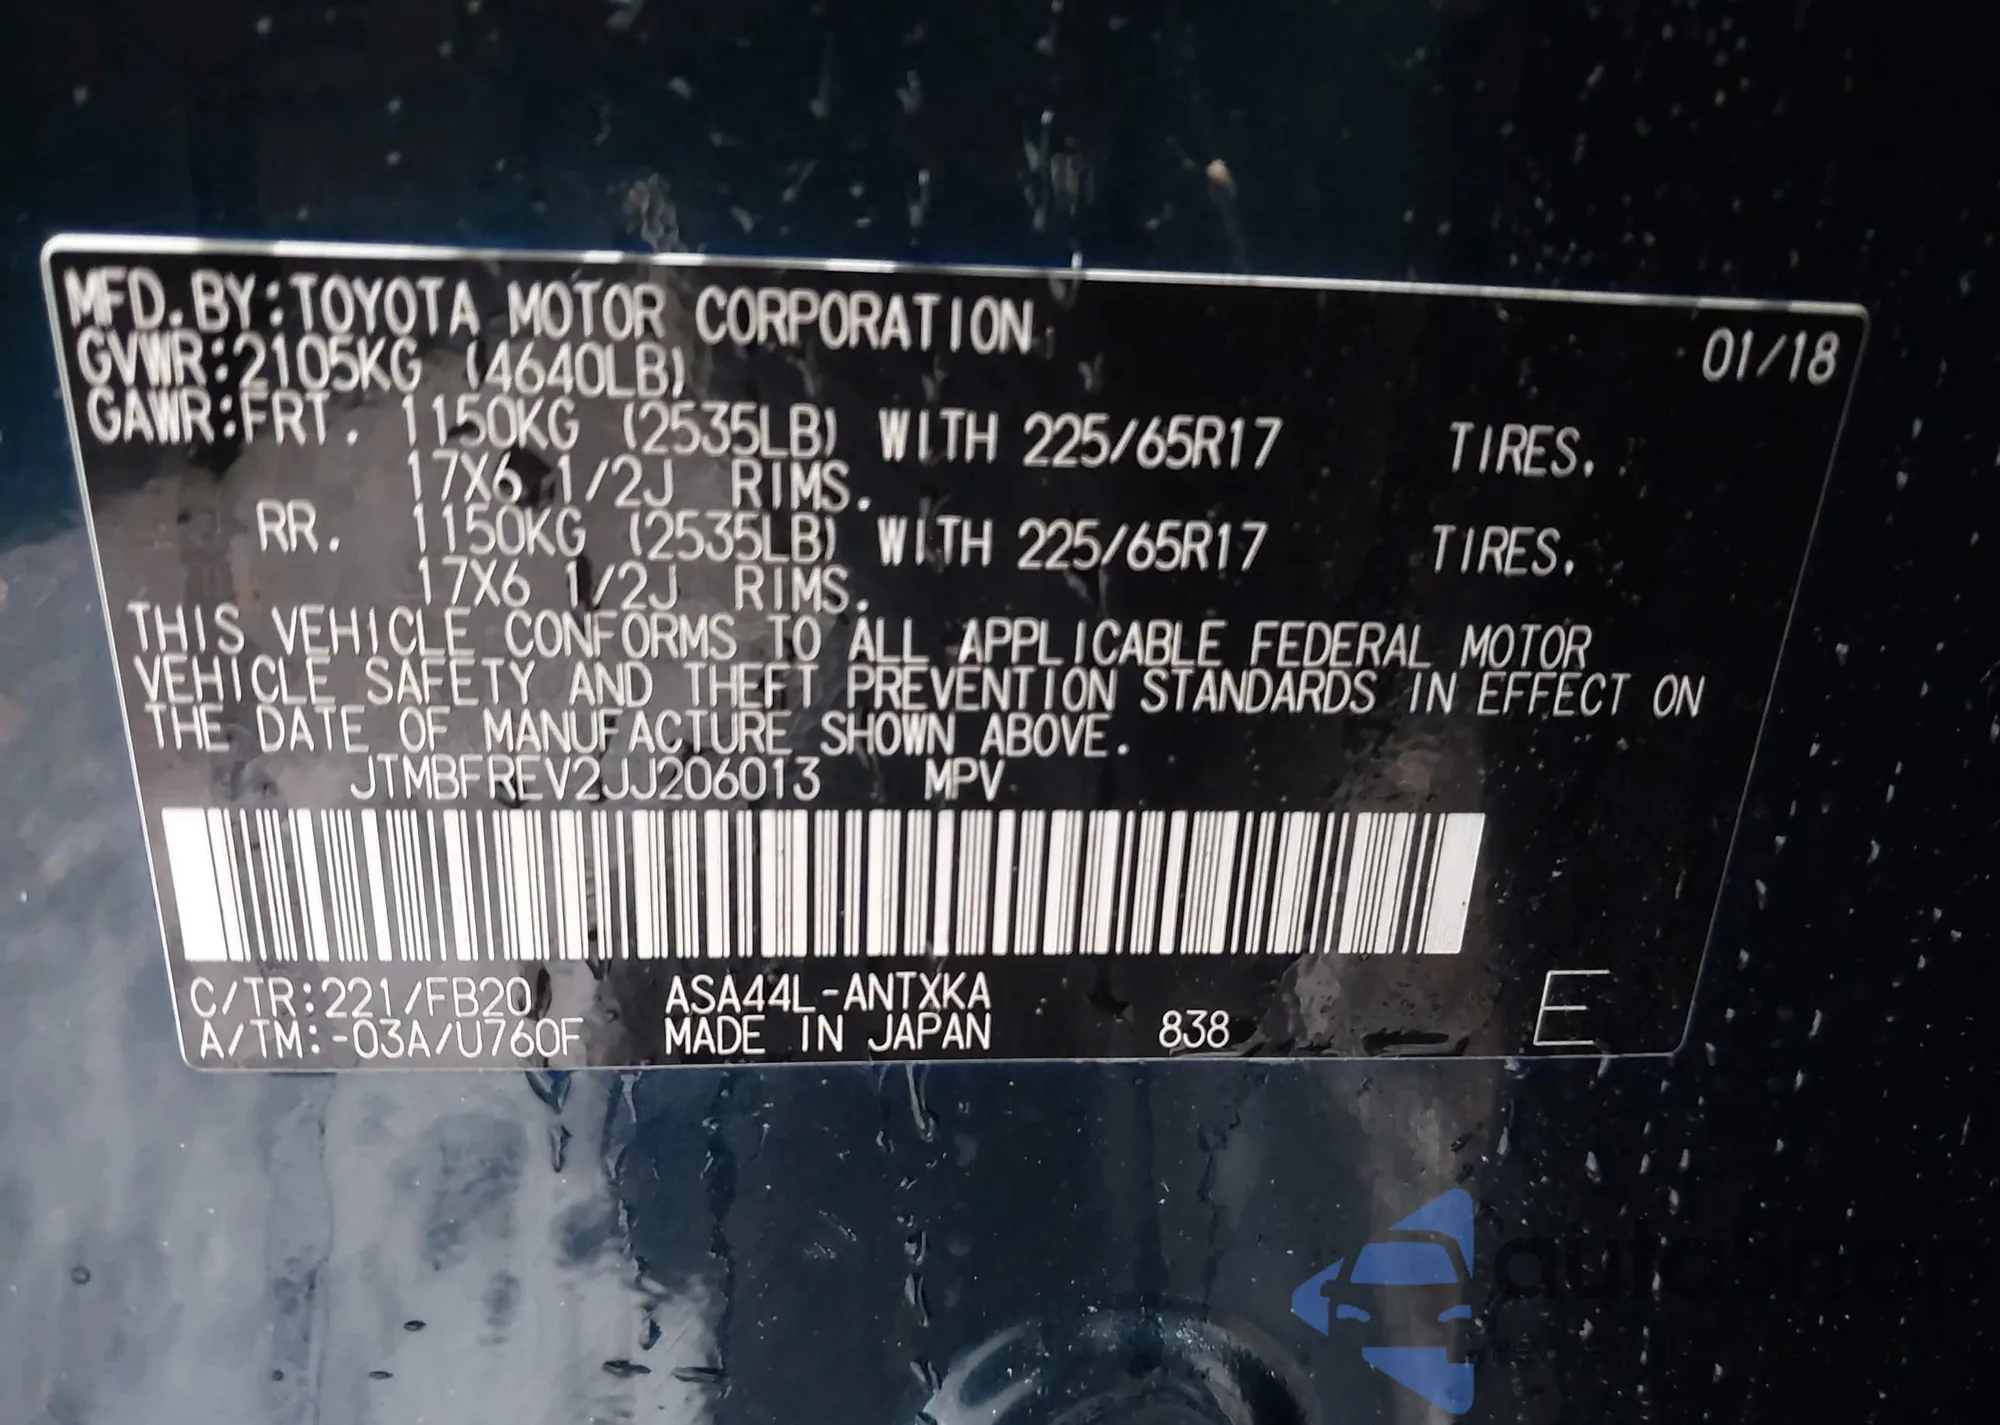 MFD.BY:TOYOTA MOTOR CORPORATION 01/18
GVWR:2105KG (4640LB)
GAWR:FRT. 1150KG (2535LB) WITH 225/65R17 TIRES.
17X6 1/2J RIMS.
RR. 1150KG (2535LB) WITH 225/65R17 TIRES.
17X6 1/2J RIMS.
THIS VEHICLE CONFORMS TO ALL APPLICABLE FEDERAL MOTOR
VEHICLE SAFETY AND THEFT PREVENTION STANDARDS IN EFFECT ON
THE DATE OF MANUFACTURE SHOWN ABOVE.
JTMBFREV2JJ206013 MPV
C/TR:221/FB20 ASA44L-ANTXKA
A/TM:-03A/U760F MADE IN JAPAN 838 E